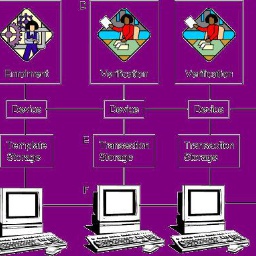 E
Enrolment Verification Verification
Device Device Device
E
Template Transaction Transaction
Storage Storage Storage
F